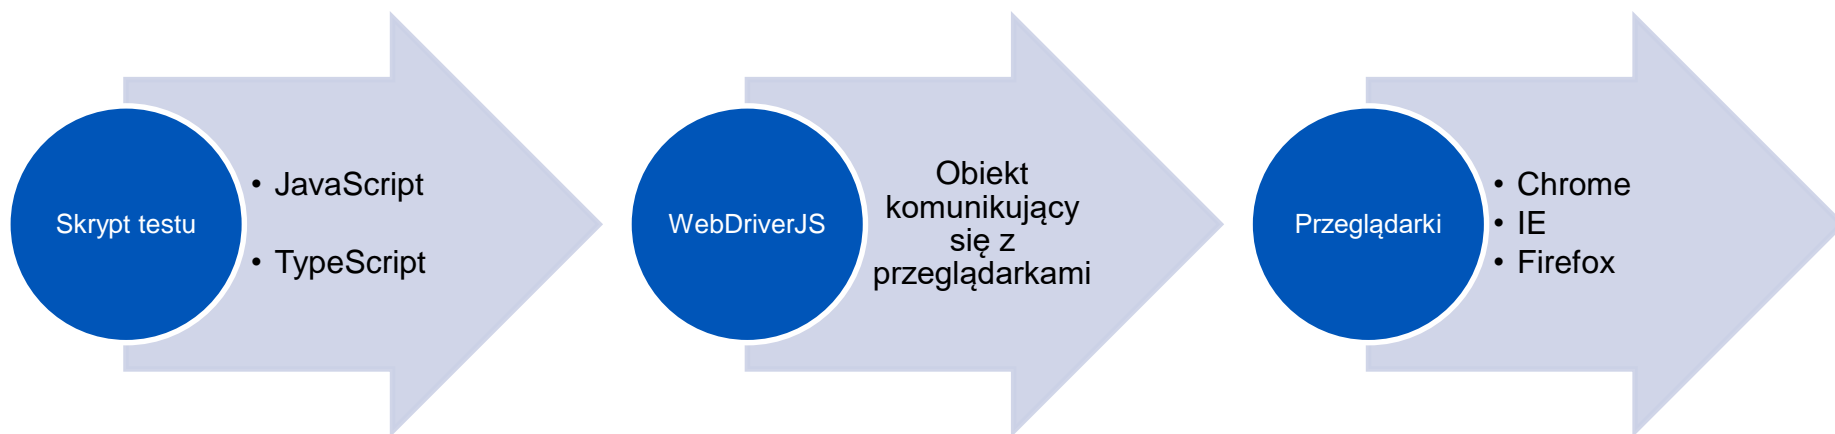 Skrypt testu
• JavaScript
• TypeScript
WebDriverJS
Obiekt
komunikujący
się z
przeglądarkami
Przeglądarki
• Chrome
• IE
• Firefox